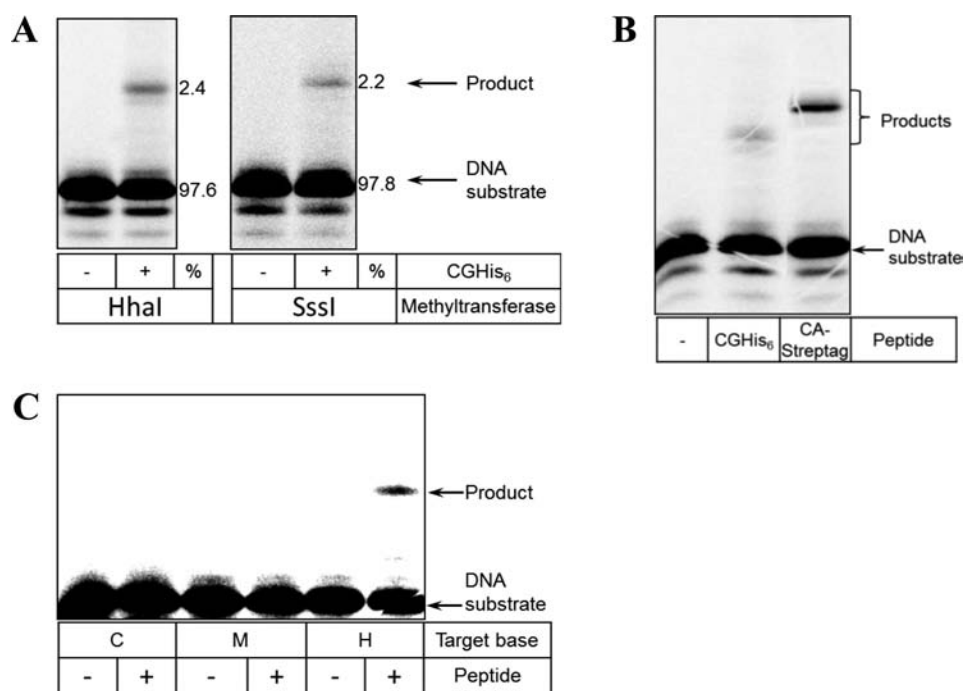 A
2.4
97.6
2.2
97.8
Product
DNA
substrate
- + % - + % CGHis₆
HhaI SssI Methyltransferase
B
Products
DNA
substrate
- CGHis₆ CA-
Streptag Peptide
C
Product
DNA
substrate
C M H Target base
- + - + - + Peptide